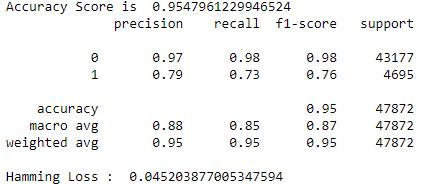 Accuracy Score is 0.9547961229946524
precision recall f1-score support
0 0.97 0.98 0.98 43177
1 0.79 0.73 0.76 4695
accuracy 0.95 47872
macro avg 0.88 0.85 0.87 47872
weighted avg 0.95 0.95 0.95 47872
Hamming Loss : 0.045203877005347594